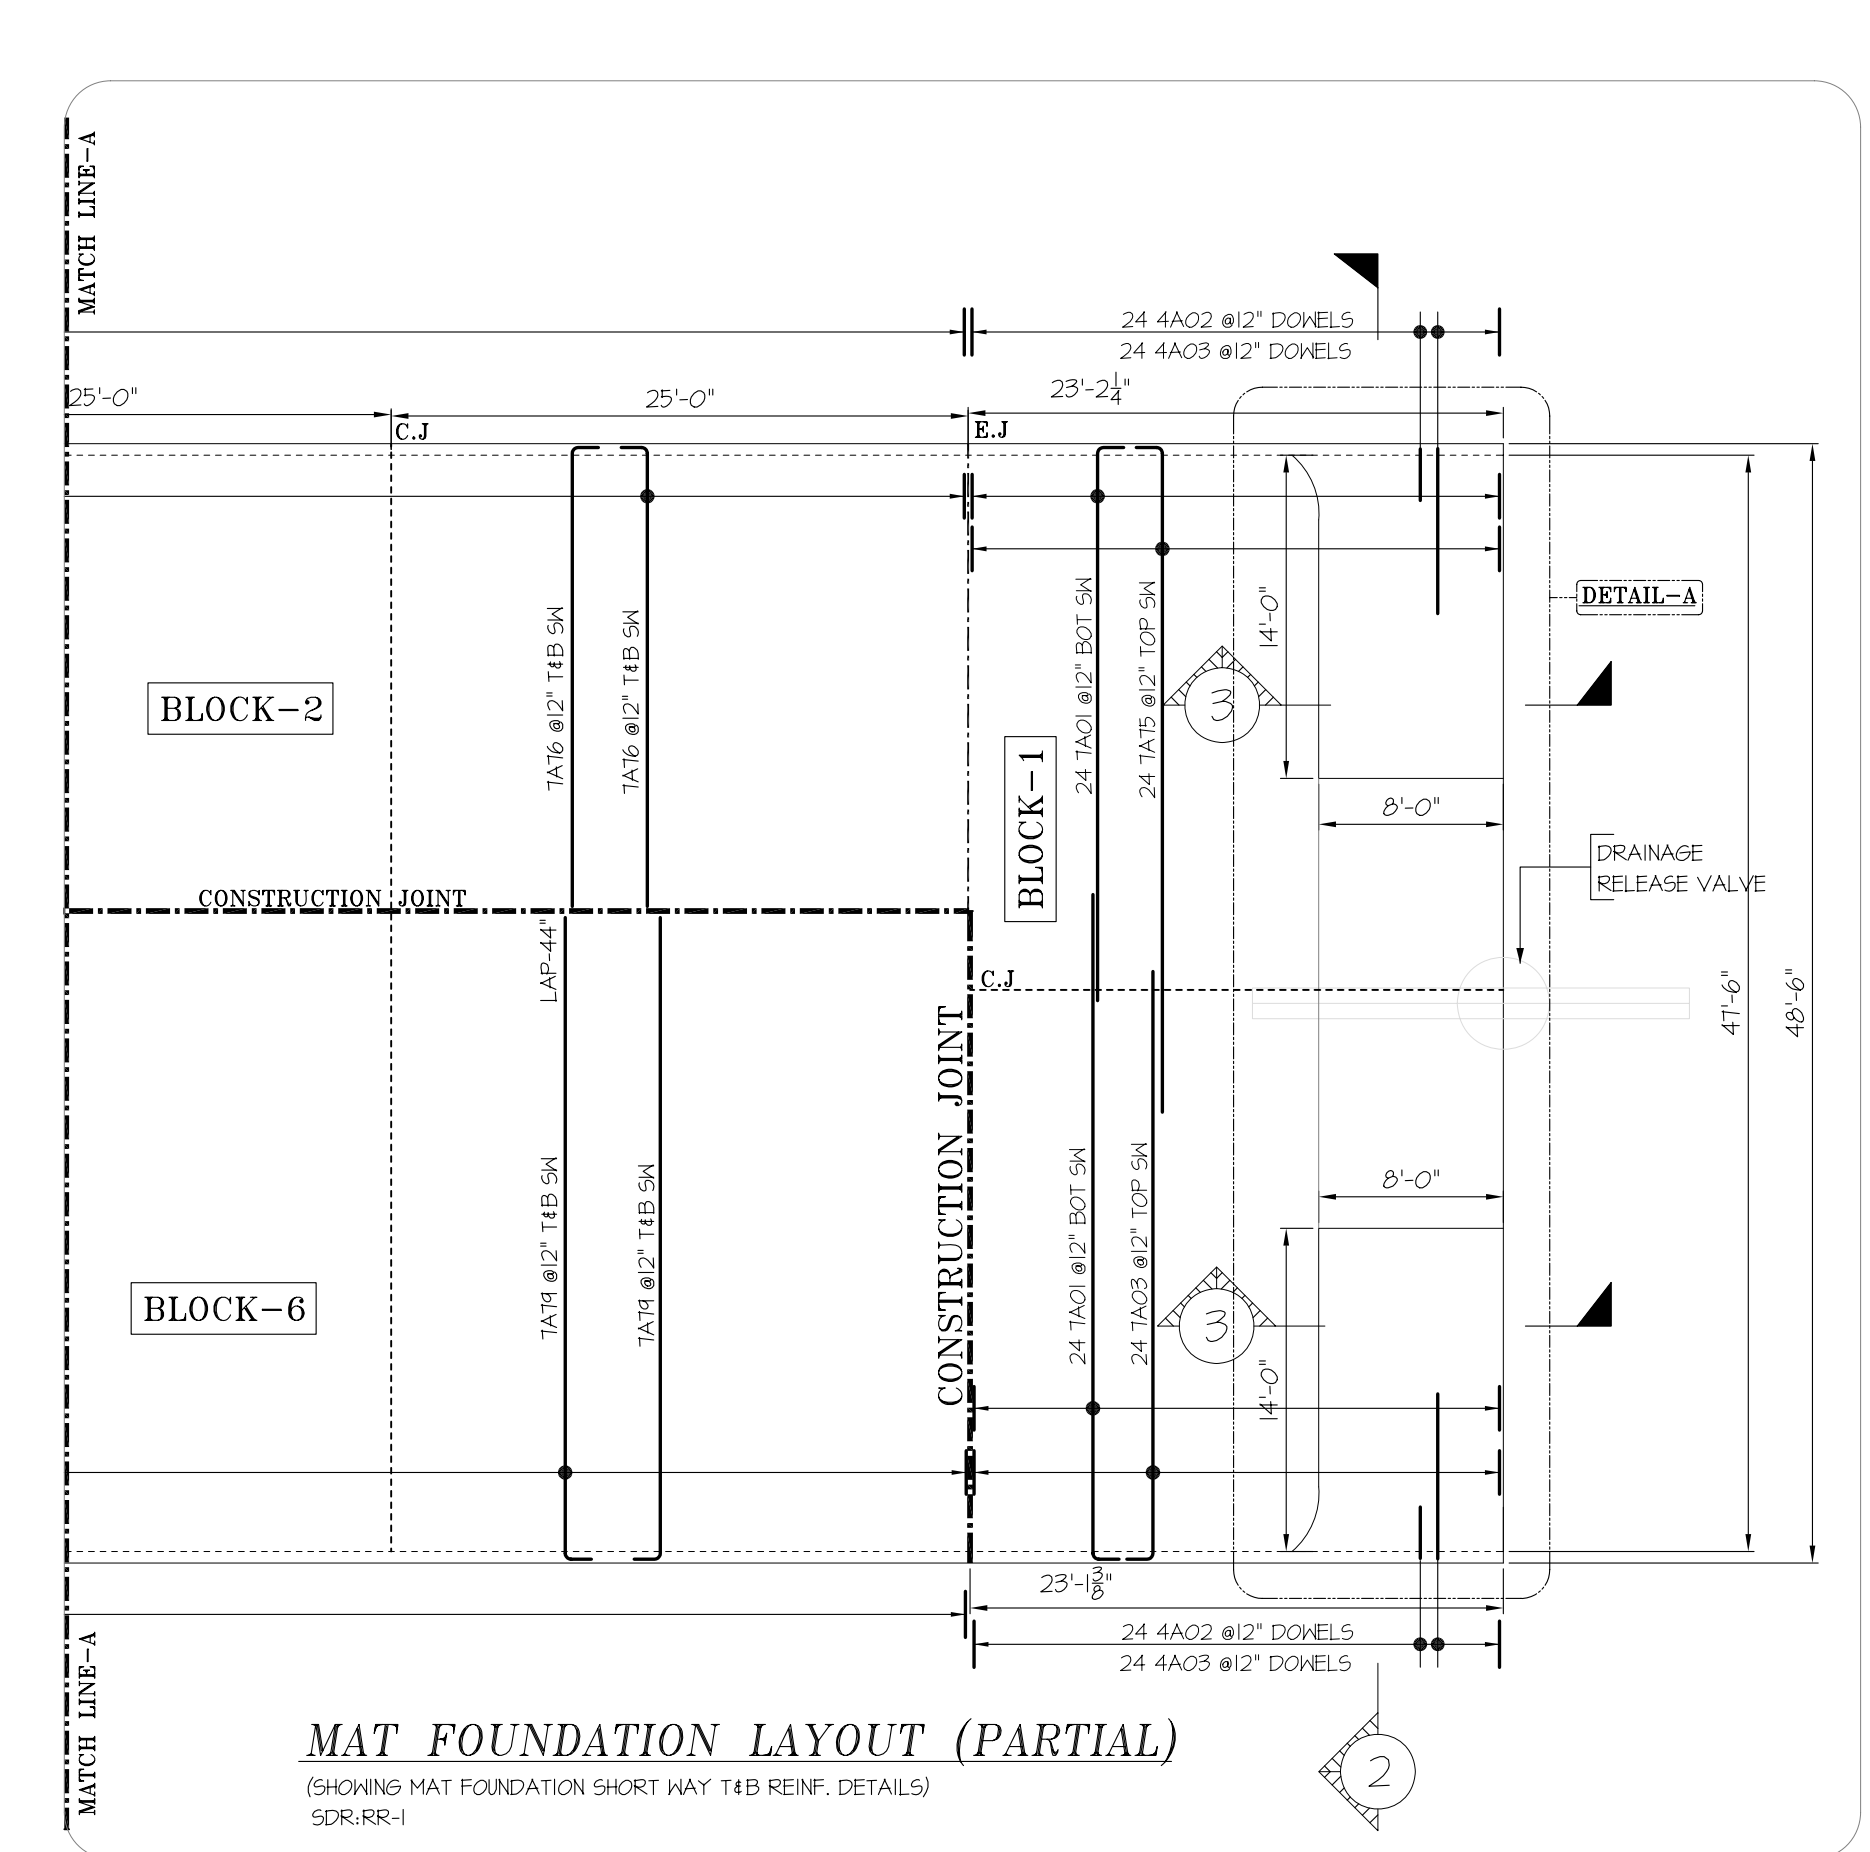 MATCH LINE-A
24 4A02 @12" DOWELS
24 4A03 @12" DOWELS
25'-0"
25'-0"
23'-2 1/4"
C.J
E.J
DETAIL-A
14'-0"
7A76 @12" T&B SW
7A76 @12" T&B SW
24 7A01 @12" BOT SW
24 7A75 @12" TOP SW
3
BLOCK-2
BLOCK-1
8'-0"
DRAINAGE
RELEASE VALVE
CONSTRUCTION JOINT
LAP-44"
C.J
47'-6"
48'-6"
CONSTRUCTION JOINT
7A79 @12" T&B SW
7A79 @12" T&B SW
24 7A01 @12" BOT SW
24 7A03 @12" TOP SW
8'-0"
BLOCK-6
3
14'-0"
23'-1 3/8"
24 4A02 @12" DOWELS
24 4A03 @12" DOWELS
MATCH LINE-A
MAT FOUNDATION LAYOUT (PARTIAL)
(SHOWING MAT FOUNDATION SHORT WAY T&B REINF. DETAILS)
SDR:RR-1
2